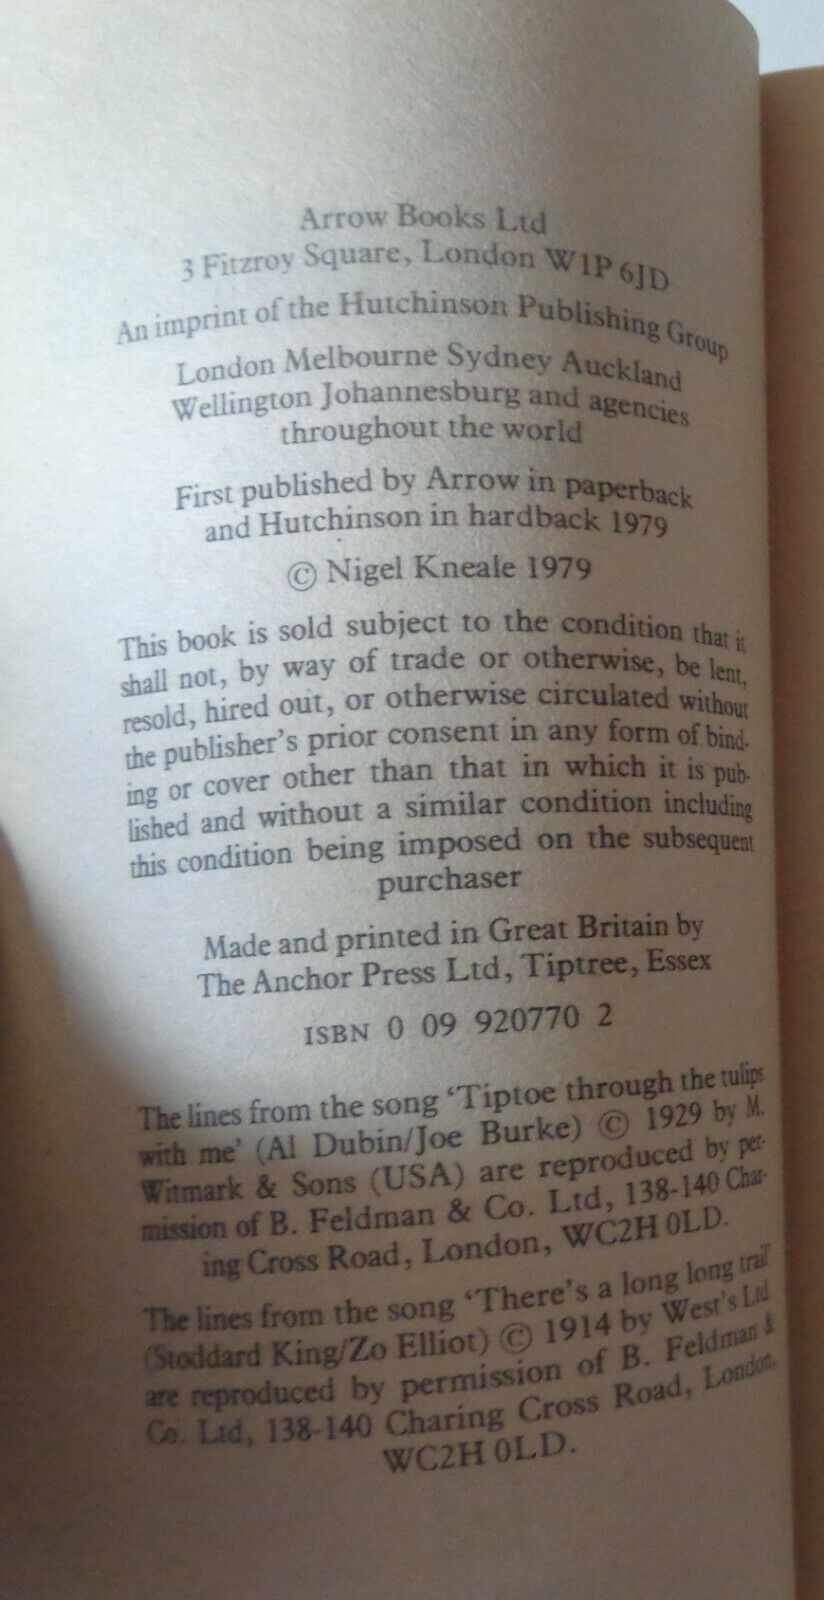 Arrow Books Ltd
3 Fitzroy Square, London W1P 6JD
An imprint of the Hutchinson Publishing Group
London Melbourne Sydney Auckland
Wellington Johannesburg and agencies
throughout the world
First published by Arrow in paperback
and Hutchinson in hardback 1979
© Nigel Kneale 1979
This book is sold subject to the condition that it
shall not, by way of trade or otherwise, be lent,
resold, hired out, or otherwise circulated without
the publisher's prior consent in any form of bind-
ing or cover other than that in which it is pub-
lished and without a similar condition including
this condition being imposed on the subsequent
purchaser
Made and printed in Great Britain by
The Anchor Press Ltd, Tiptree, Essex
ISBN 0 09 920770 2
The lines from the song 'Tiptoe through the tulips
with me' (Al Dubin/Joe Burke) © 1929 by M.
Witmark & Sons (USA) are reproduced by per-
mission of B. Feldman & Co. Ltd, 138-140 Char-
ing Cross Road, London, WC2H 0LD.
The lines from the song 'There's a long long trail'
(Stoddard King/Zo Elliot) © 1914 by West's Ltd
are reproduced by permission of B. Feldman &
Co. Ltd, 138-140 Charing Cross Road, London,
WC2H 0LD.